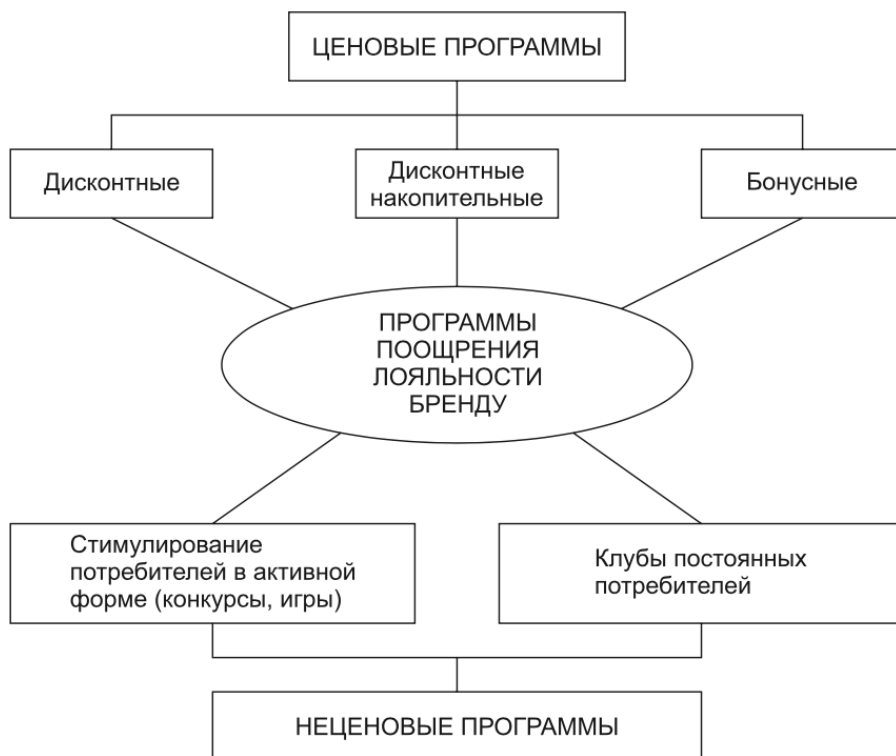 ЦЕНОВЫЕ ПРОГРАММЫ
Дисконтные
Дисконтные
накопительные
Бонусные
ПРОГРАММЫ
ПООЩРЕНИЯ
ЛОЯЛЬНОСТИ
БРЕНДУ
Стимулирование
потребителей в активной
форме (конкурсы, игры)
Клубы постоянных
потребителей
НЕЦЕНОВЫЕ ПРОГРАММЫ